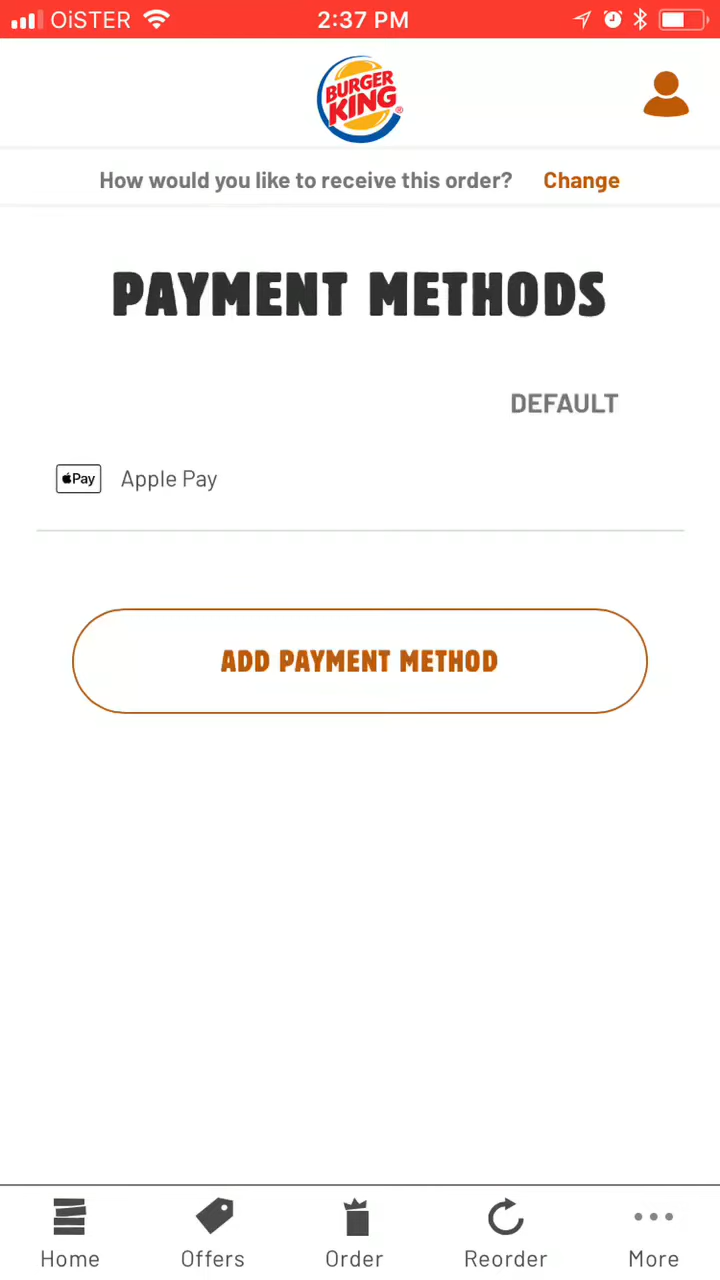 OiSTER 2:37 PM
BURGER
KING®
How would you like to receive this order? Change
PAYMENT METHODS
DEFAULT
Pay Apple Pay
ADD PAYMENT METHOD
Home Offers Order Reorder More